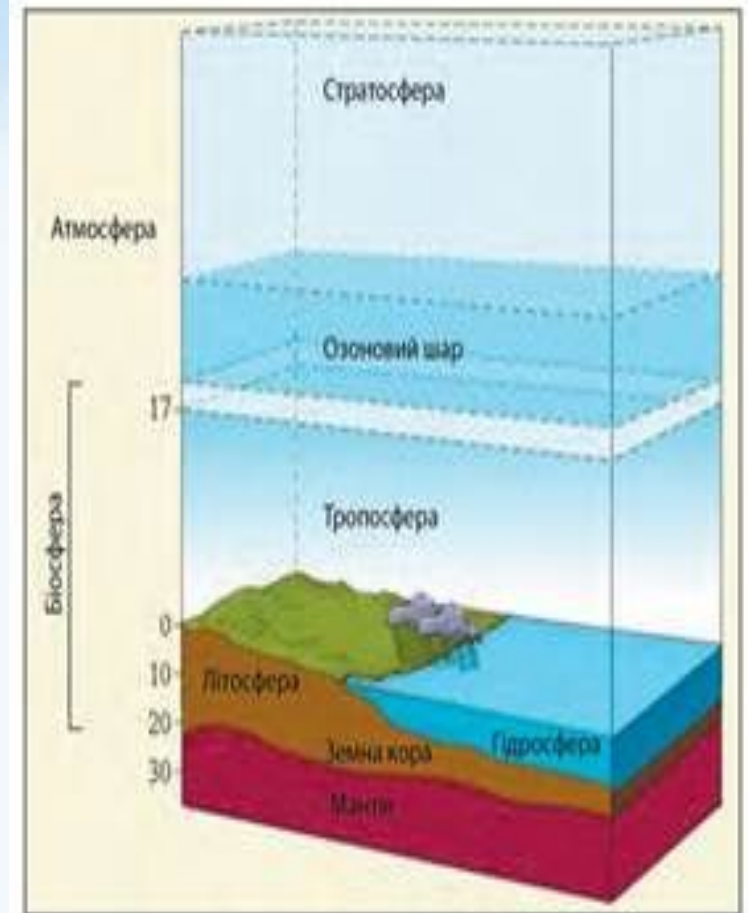 Стратосфера
Атмосфера
Озоновий шар
17
Тропосфера
Біосфера
0
10
Літосфера
20
Гідросфера
Земна кора
30
Мантія